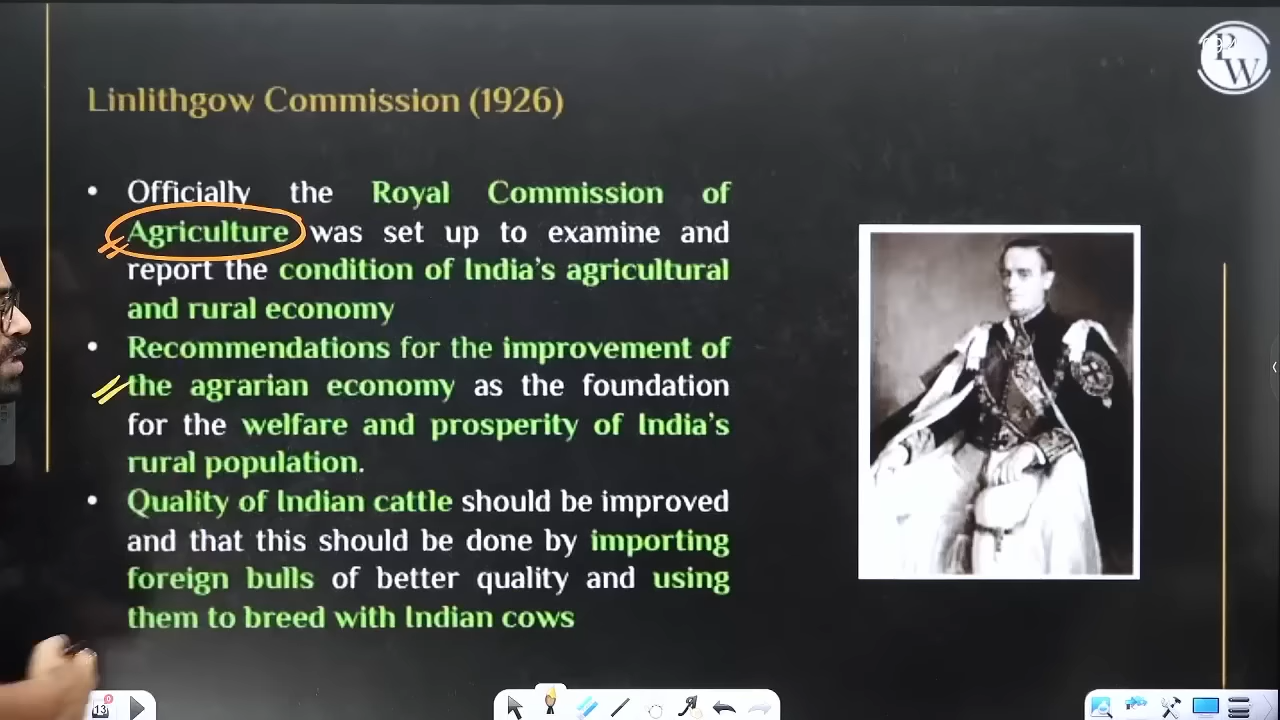 PW
Linlithgow Commission (1926)
• Officially the Royal Commission of
Agriculture was set up to examine and
report the condition of India's agricultural
and rural economy
• Recommendations for the improvement of
the agrarian economy as the foundation
for the welfare and prosperity of India's
rural population.
• Quality of Indian cattle should be improved
and that this should be done by importing
foreign bulls of better quality and using
them to breed with Indian cows
13